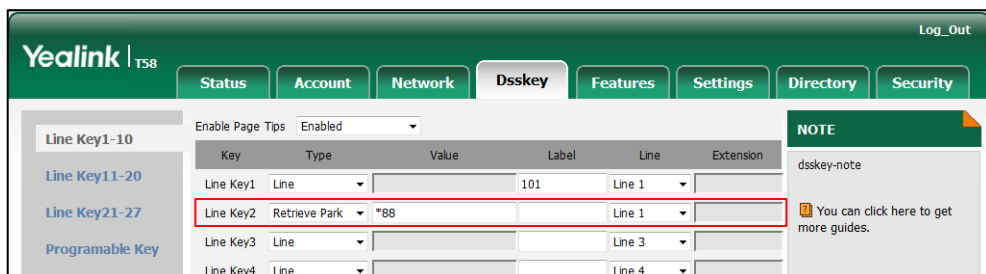 Log_Out
Yealink T58
Status Account Network Dsskey Features Settings Directory Security
Line Key1-10
Line Key11-20
Line Key21-27
Programable Key
Enable Page Tips Enabled
Key Type Value Label Line Extension
Line Key1 Line 101 Line 1
Line Key2 Retrieve Park *88 Line 1
Line Key3 Line Line 3
Line Key4 Line Line 4
NOTE
dsskey-note
You can click here to get
more guides.